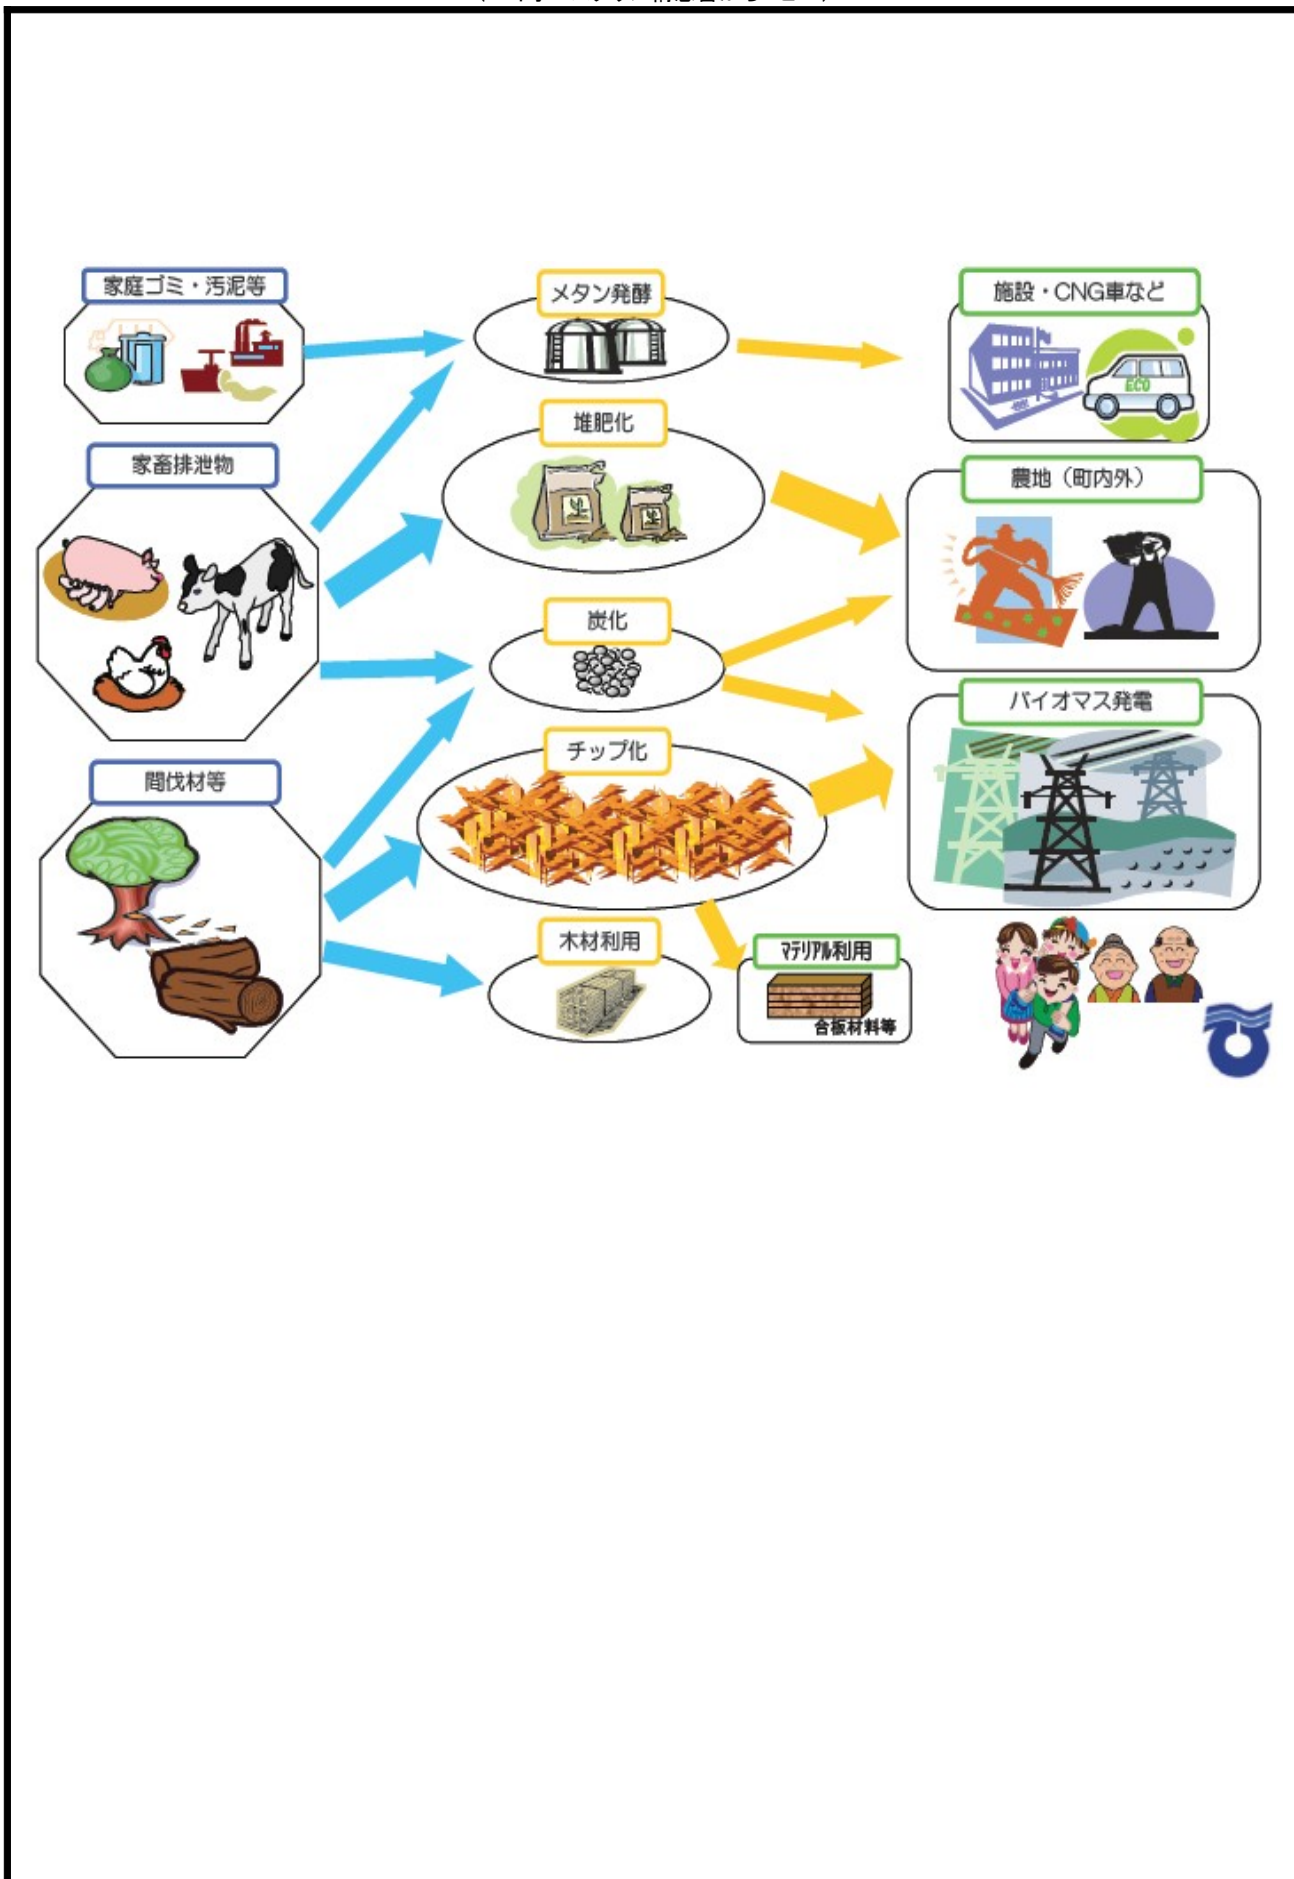 家庭ゴミ・汚泥等
メタン発酵
施設・CNG車など
ECO
堆肥化
家畜排泄物
農地（町内外）
炭化
バイオマス発電
チップ化
間伐材等
木材利用
ﾏﾃﾘｱﾙ利用
合板材料等